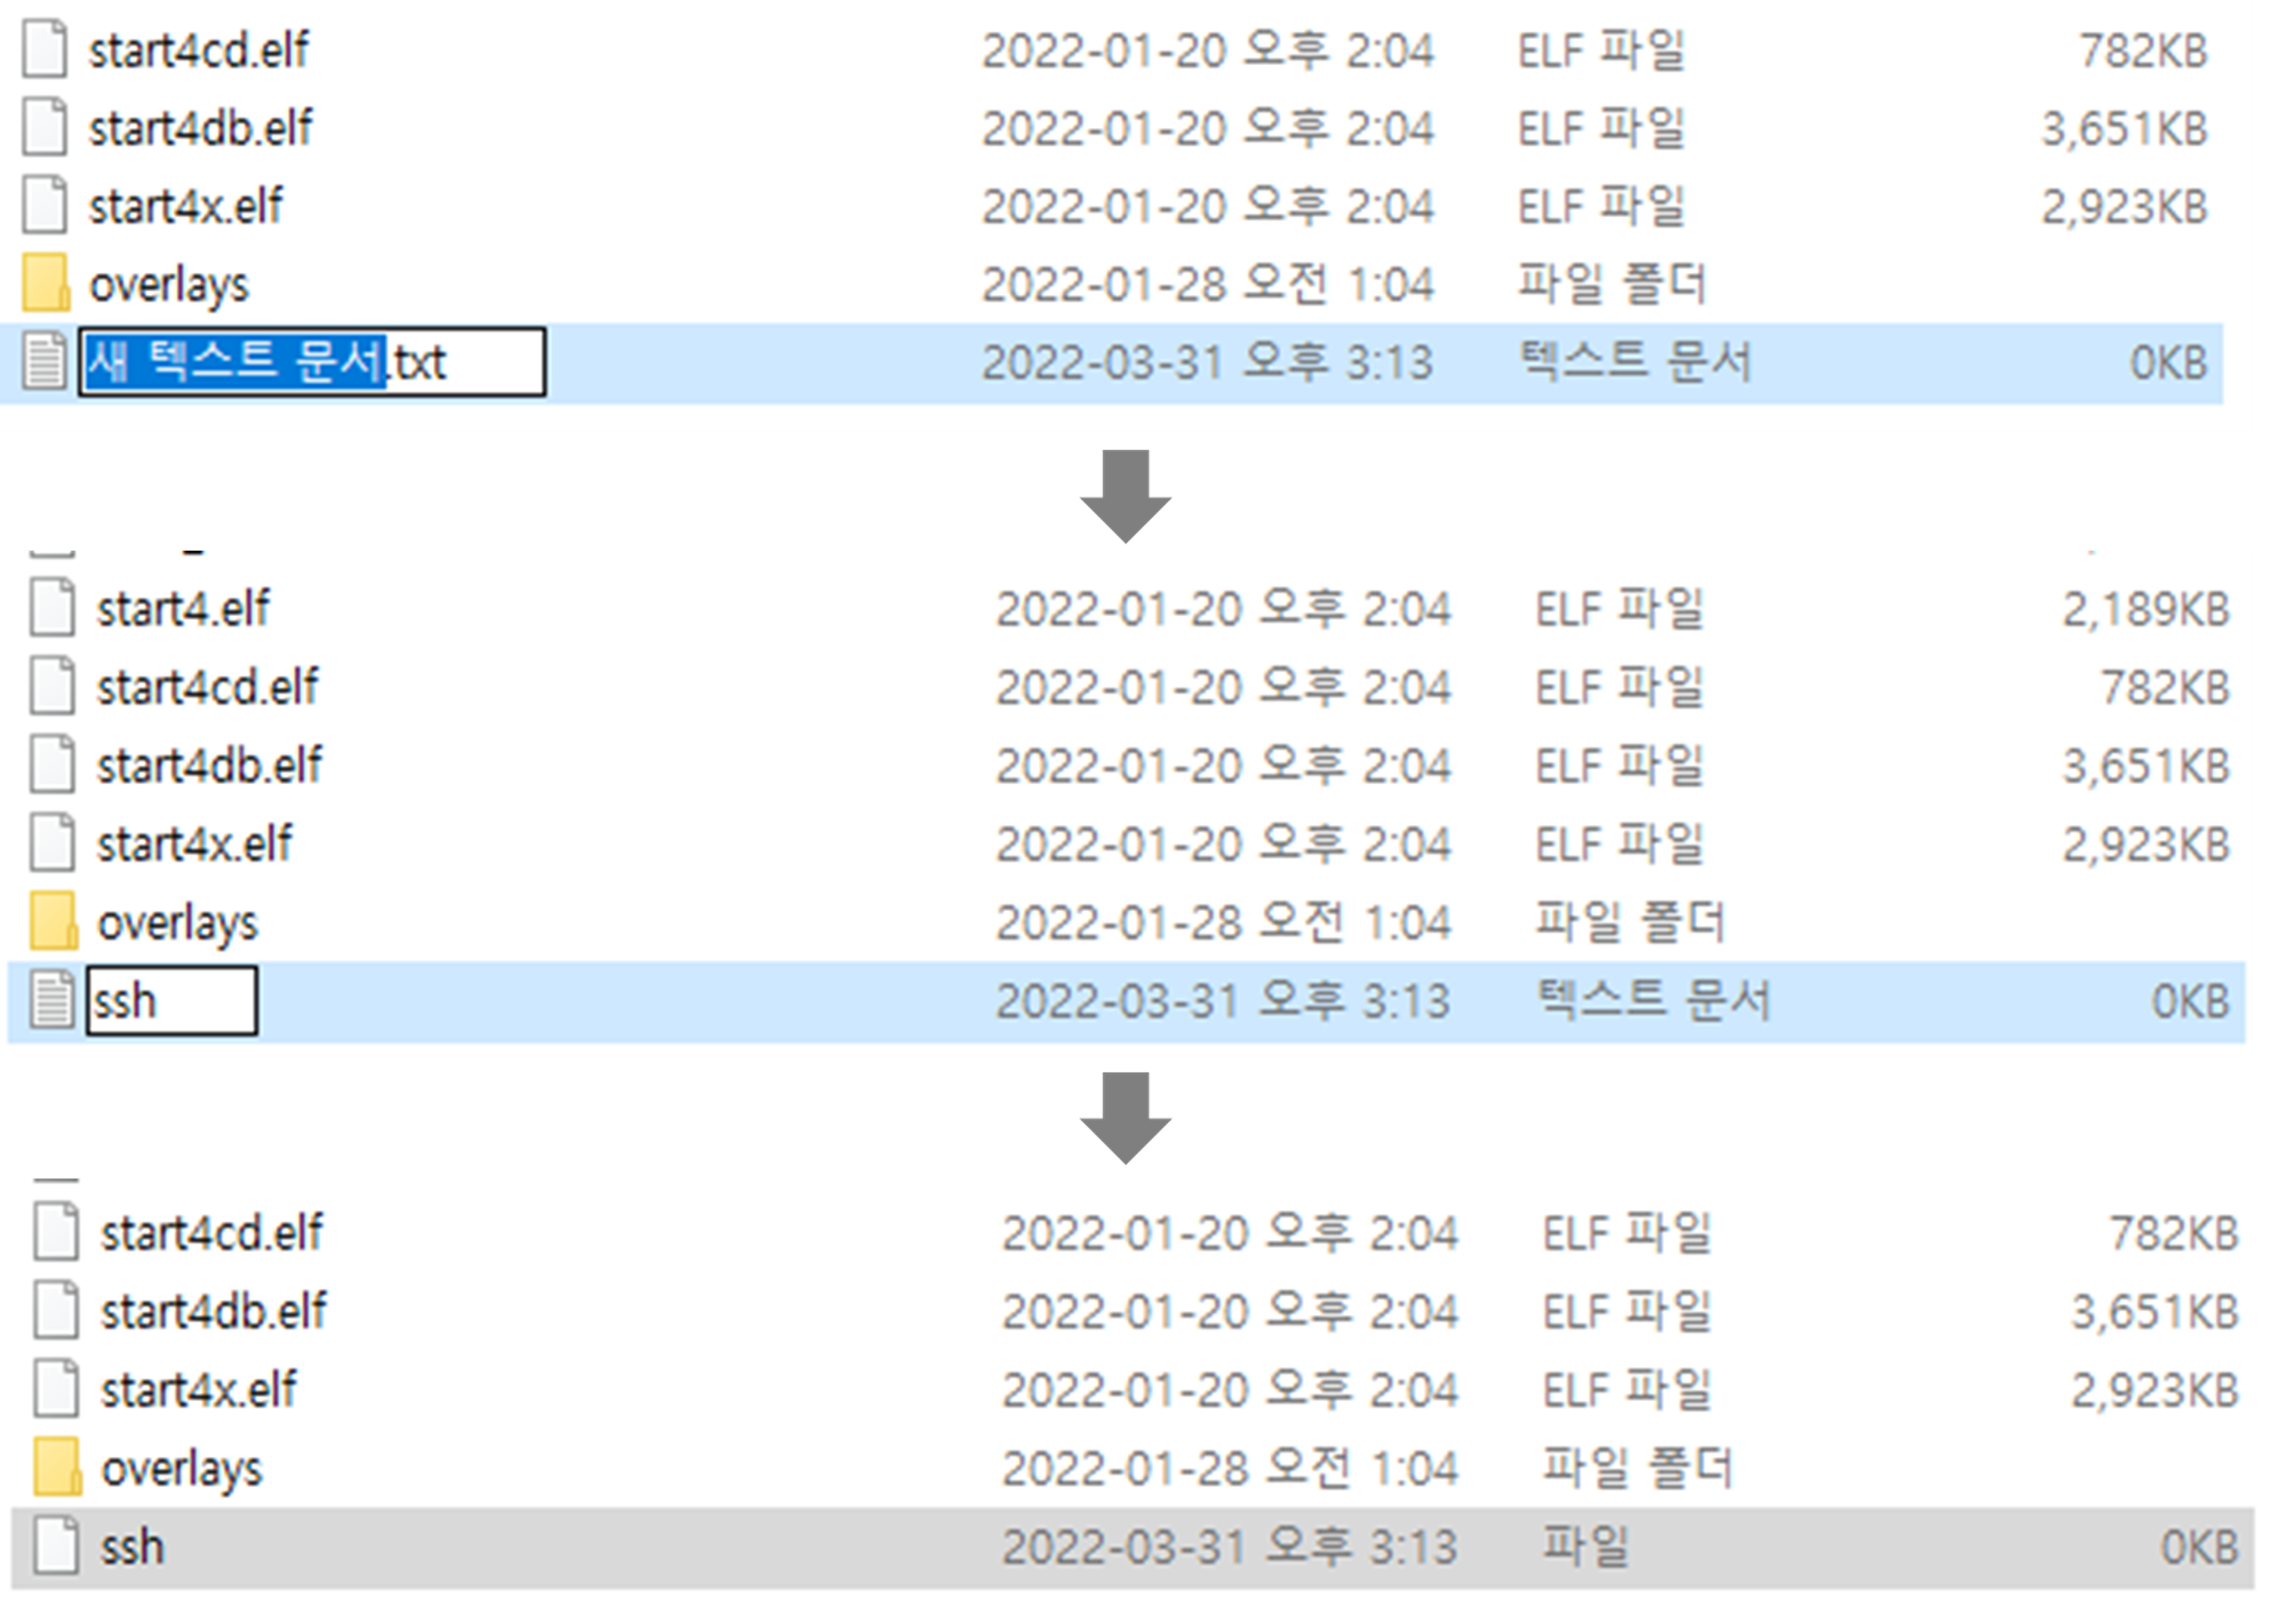 start4cd.elf 2022-01-20 오후 2:04 ELF 파일 782KB
start4db.elf 2022-01-20 오후 2:04 ELF 파일 3,651KB
start4x.elf 2022-01-20 오후 2:04 ELF 파일 2,923KB
overlays 2022-01-28 오전 1:04 파일 폴더
새 텍스트 문서.txt 2022-03-31 오후 3:13 텍스트 문서 0KB
start4.elf 2022-01-20 오후 2:04 ELF 파일 2,189KB
start4cd.elf 2022-01-20 오후 2:04 ELF 파일 782KB
start4db.elf 2022-01-20 오후 2:04 ELF 파일 3,651KB
start4x.elf 2022-01-20 오후 2:04 ELF 파일 2,923KB
overlays 2022-01-28 오전 1:04 파일 폴더
ssh 2022-03-31 오후 3:13 텍스트 문서 0KB
start4cd.elf 2022-01-20 오후 2:04 ELF 파일 782KB
start4db.elf 2022-01-20 오후 2:04 ELF 파일 3,651KB
start4x.elf 2022-01-20 오후 2:04 ELF 파일 2,923KB
overlays 2022-01-28 오전 1:04 파일 폴더
ssh 2022-03-31 오후 3:13 파일 0KB